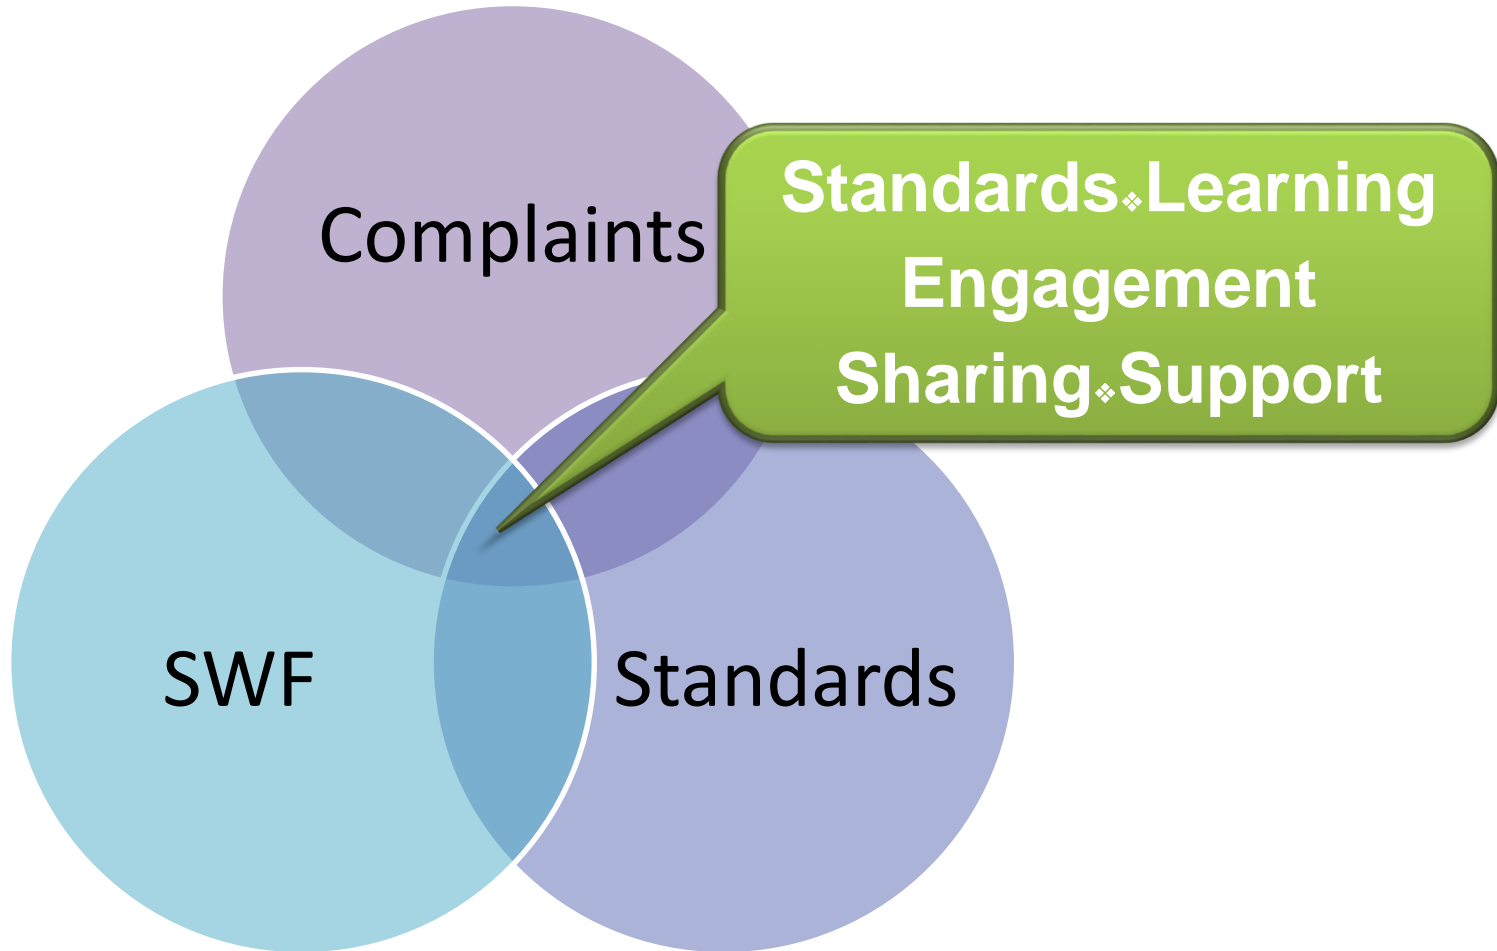 Complaints
Standards❖Learning
Engagement
Sharing❖Support
SWF
Standards